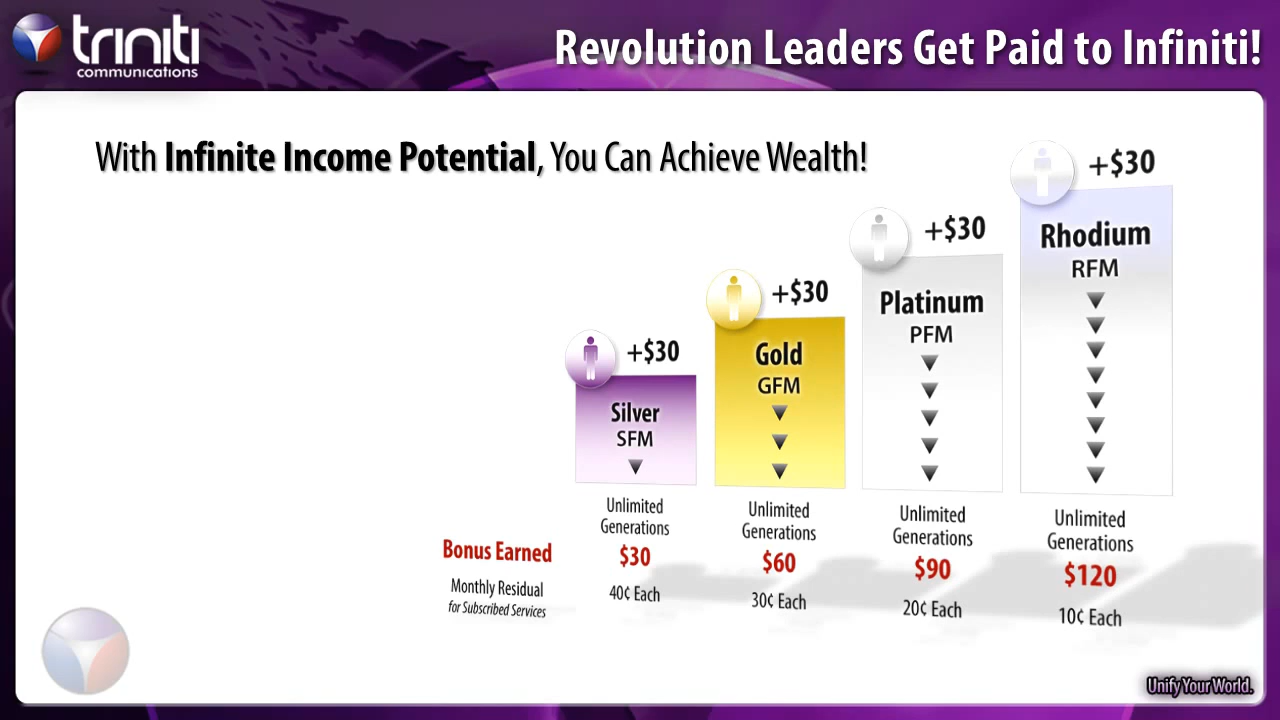 triniti
communications
Revolution Leaders Get Paid to Infiniti!
With Infinite Income Potential, You Can Achieve Wealth!
+$30
Silver
SFM
Unlimited
Generations
$30
40¢ Each
+$30
Gold
GFM
Unlimited
Generations
$60
30¢ Each
+$30
Platinum
PFM
Unlimited
Generations
$90
20¢ Each
+$30
Rhodium
RFM
Unlimited
Generations
$120
10¢ Each
Bonus Earned
Monthly Residual
for Subscribed Services
Unify Your World.